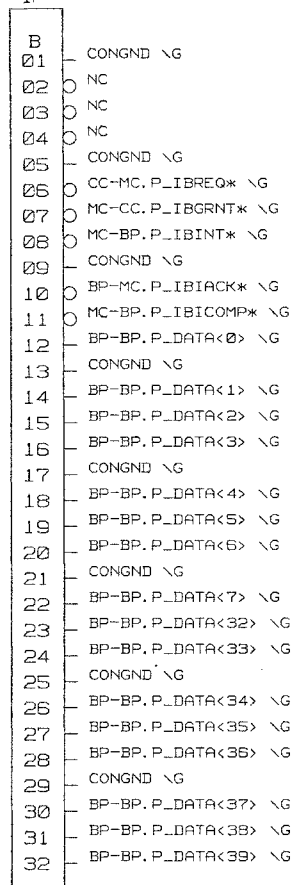 B
01 CONGND \G
02 NC
03 NC
04 NC
05 CONGND \G
06 CC-MC.P_IBREQ* \G
07 MC-CC.P_IBGRNT* \G
08 MC-BP.P_IBINT* \G
09 CONGND \G
10 BP-MC.P_IBIACK* \G
11 MC-BP.P_IBICOMP* \G
12 BP-BP.P_DATA<0> \G
13 CONGND \G
14 BP-BP.P_DATA<1> \G
15 BP-BP.P_DATA<2> \G
16 BP-BP.P_DATA<3> \G
17 CONGND \G
18 BP-BP.P_DATA<4> \G
19 BP-BP.P_DATA<5> \G
20 BP-BP.P_DATA<6> \G
21 CONGND \G
22 BP-BP.P_DATA<7> \G
23 BP-BP.P_DATA<32> \G
24 BP-BP.P_DATA<33> \G
25 CONGND \G
26 BP-BP.P_DATA<34> \G
27 BP-BP.P_DATA<35> \G
28 BP-BP.P_DATA<36> \G
29 CONGND \G
30 BP-BP.P_DATA<37> \G
31 BP-BP.P_DATA<38> \G
32 BP-BP.P_DATA<39> \G